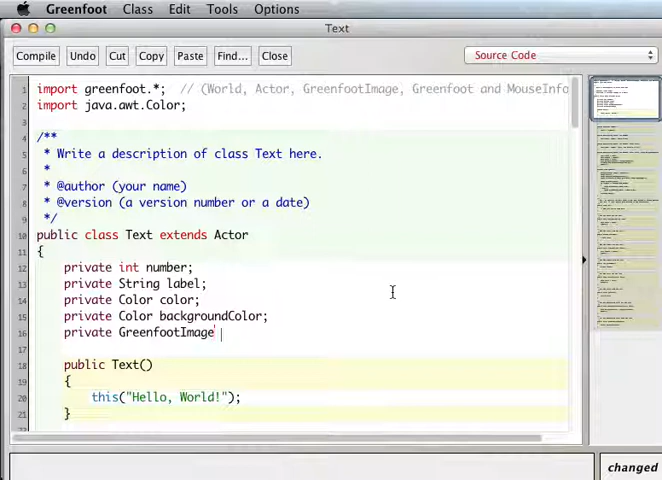 Greenfoot Class Edit Tools Options
Text
Compile Undo Cut Copy Paste Find... Close Source Code
1 import greenfoot.*; // (World, Actor, GreenfootImage, Greenfoot and MouseInfo
2 import java.awt.Color;
3
4 /**
5 * Write a description of class Text here.
6 *
7 * @author (your name)
8 * @version (a version number or a date)
9 */
10 public class Text extends Actor
11 {
12 private int number;
13 private String label;
14 private Color color;
15 private Color backgroundColor;
16 private GreenfootImage
17
18 public Text()
19 {
20 this("Hello, World!");
21 }
changed